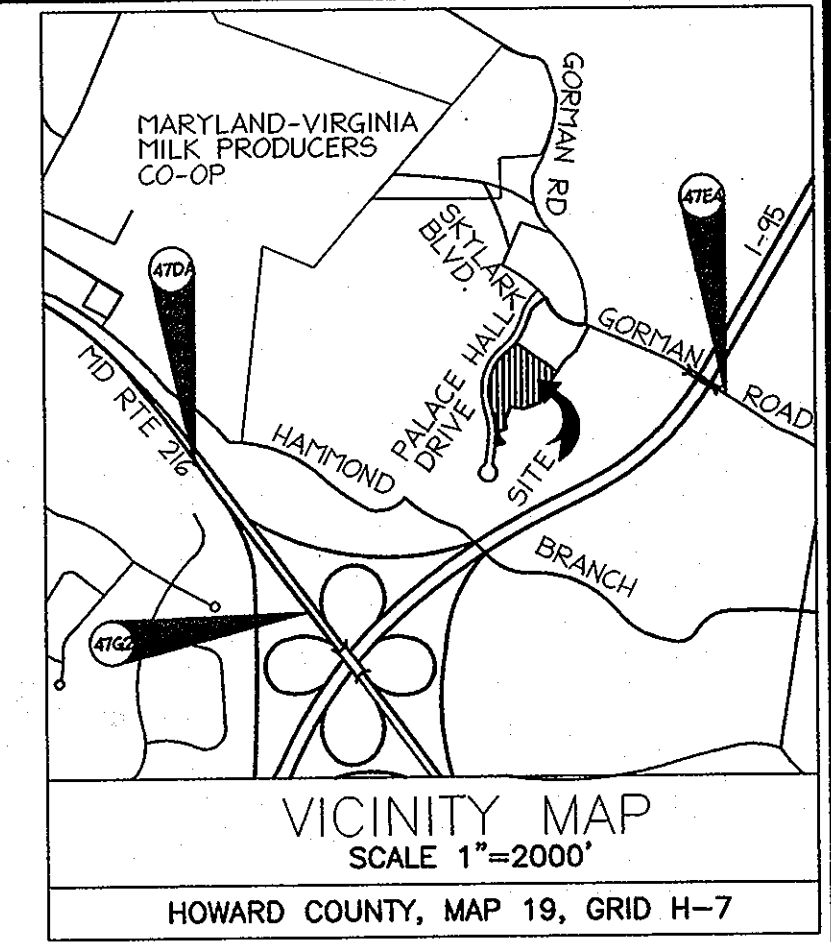 MARYLAND-VIRGINIA
MILK PRODUCERS
CO-OP
GORMAN RD
47EA
I-95
SKYLARK
BLVD.
47DA
GORMAN
ROAD
PALACE HALL
DRIVE
MD RTE 216
HAMMOND
SITE
BRANCH
47G2
VICINITY MAP
SCALE 1"=2000'
HOWARD COUNTY, MAP 19, GRID H-7